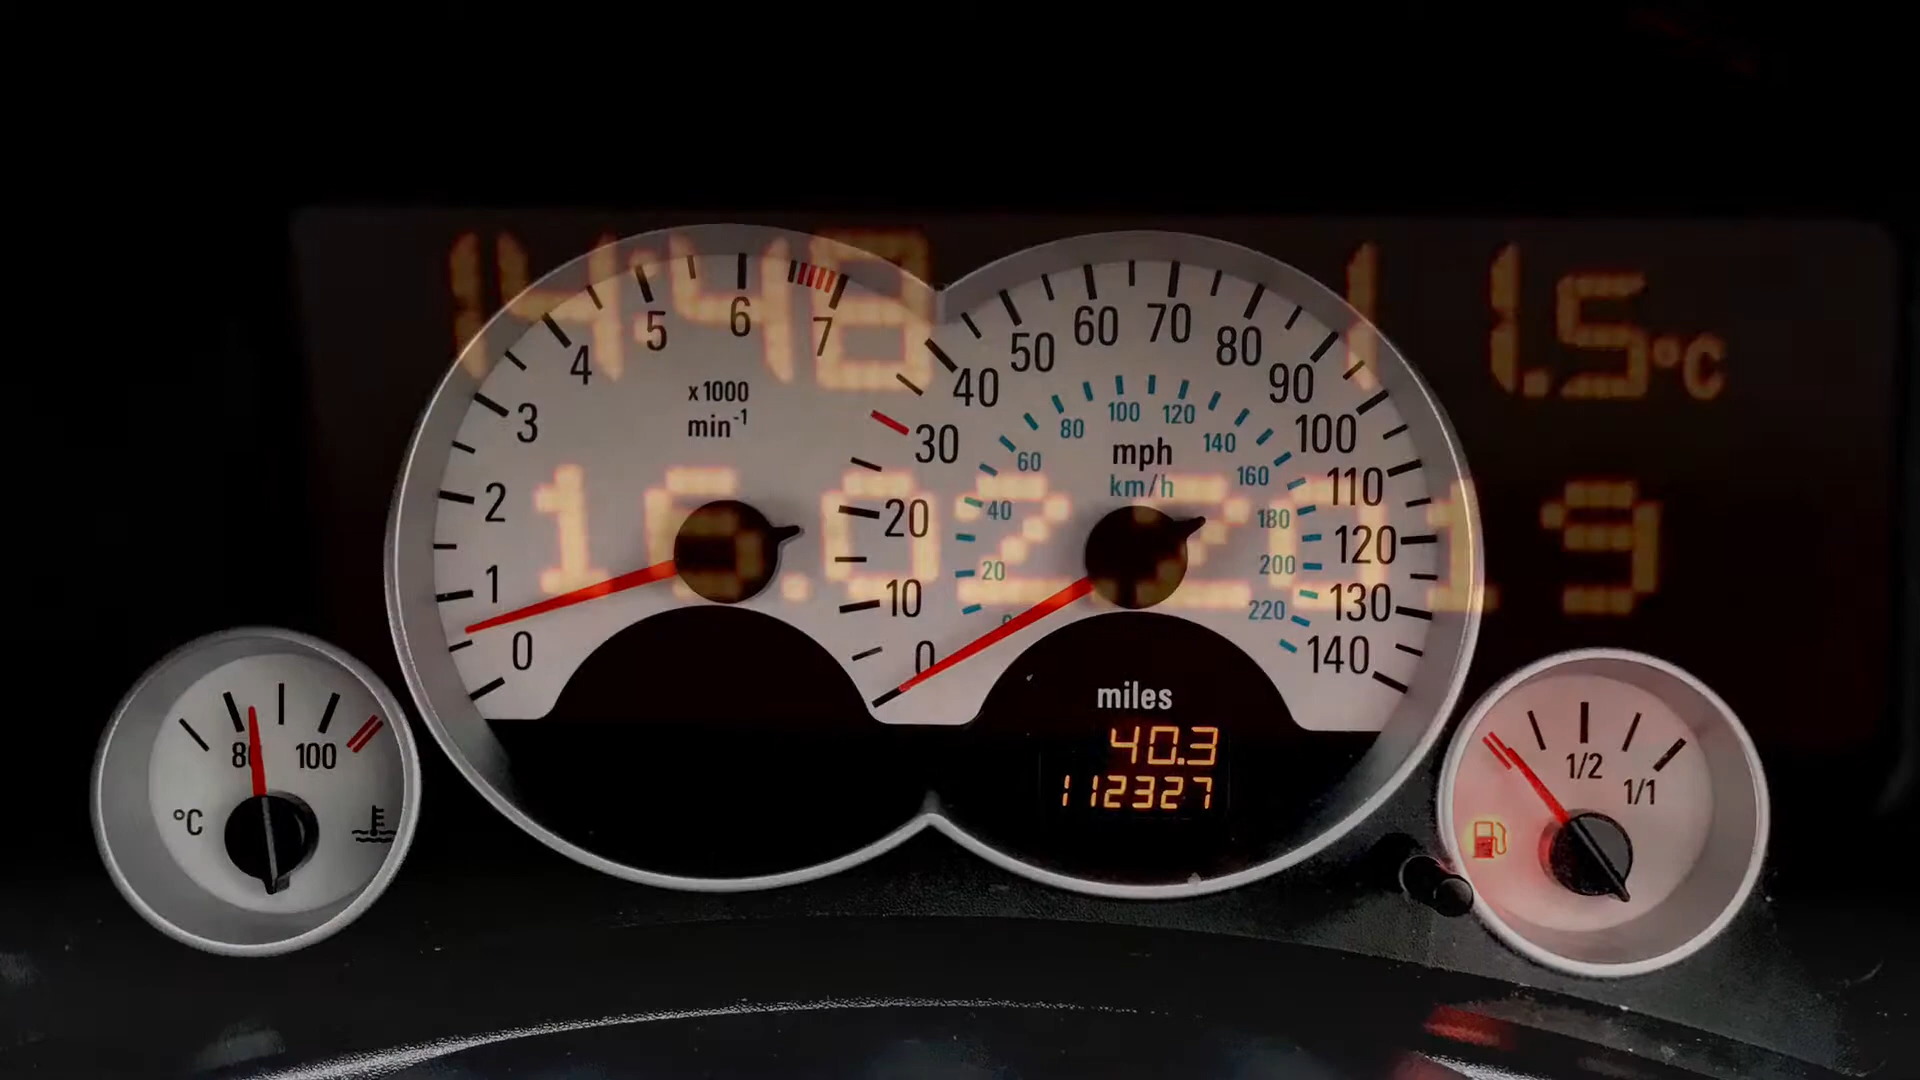 14:48 11.5°C
16.02.2019
0 1 2 3 4 5 6 7
x1000
min-1
0 10 20 30 40 50 60 70 80 90 100 110 120 130 140
0 20 40 60 80 100 120 140 160 180 200 220
mph
km/h
miles
40.3
112327
80 100
°C
1/2 1/1